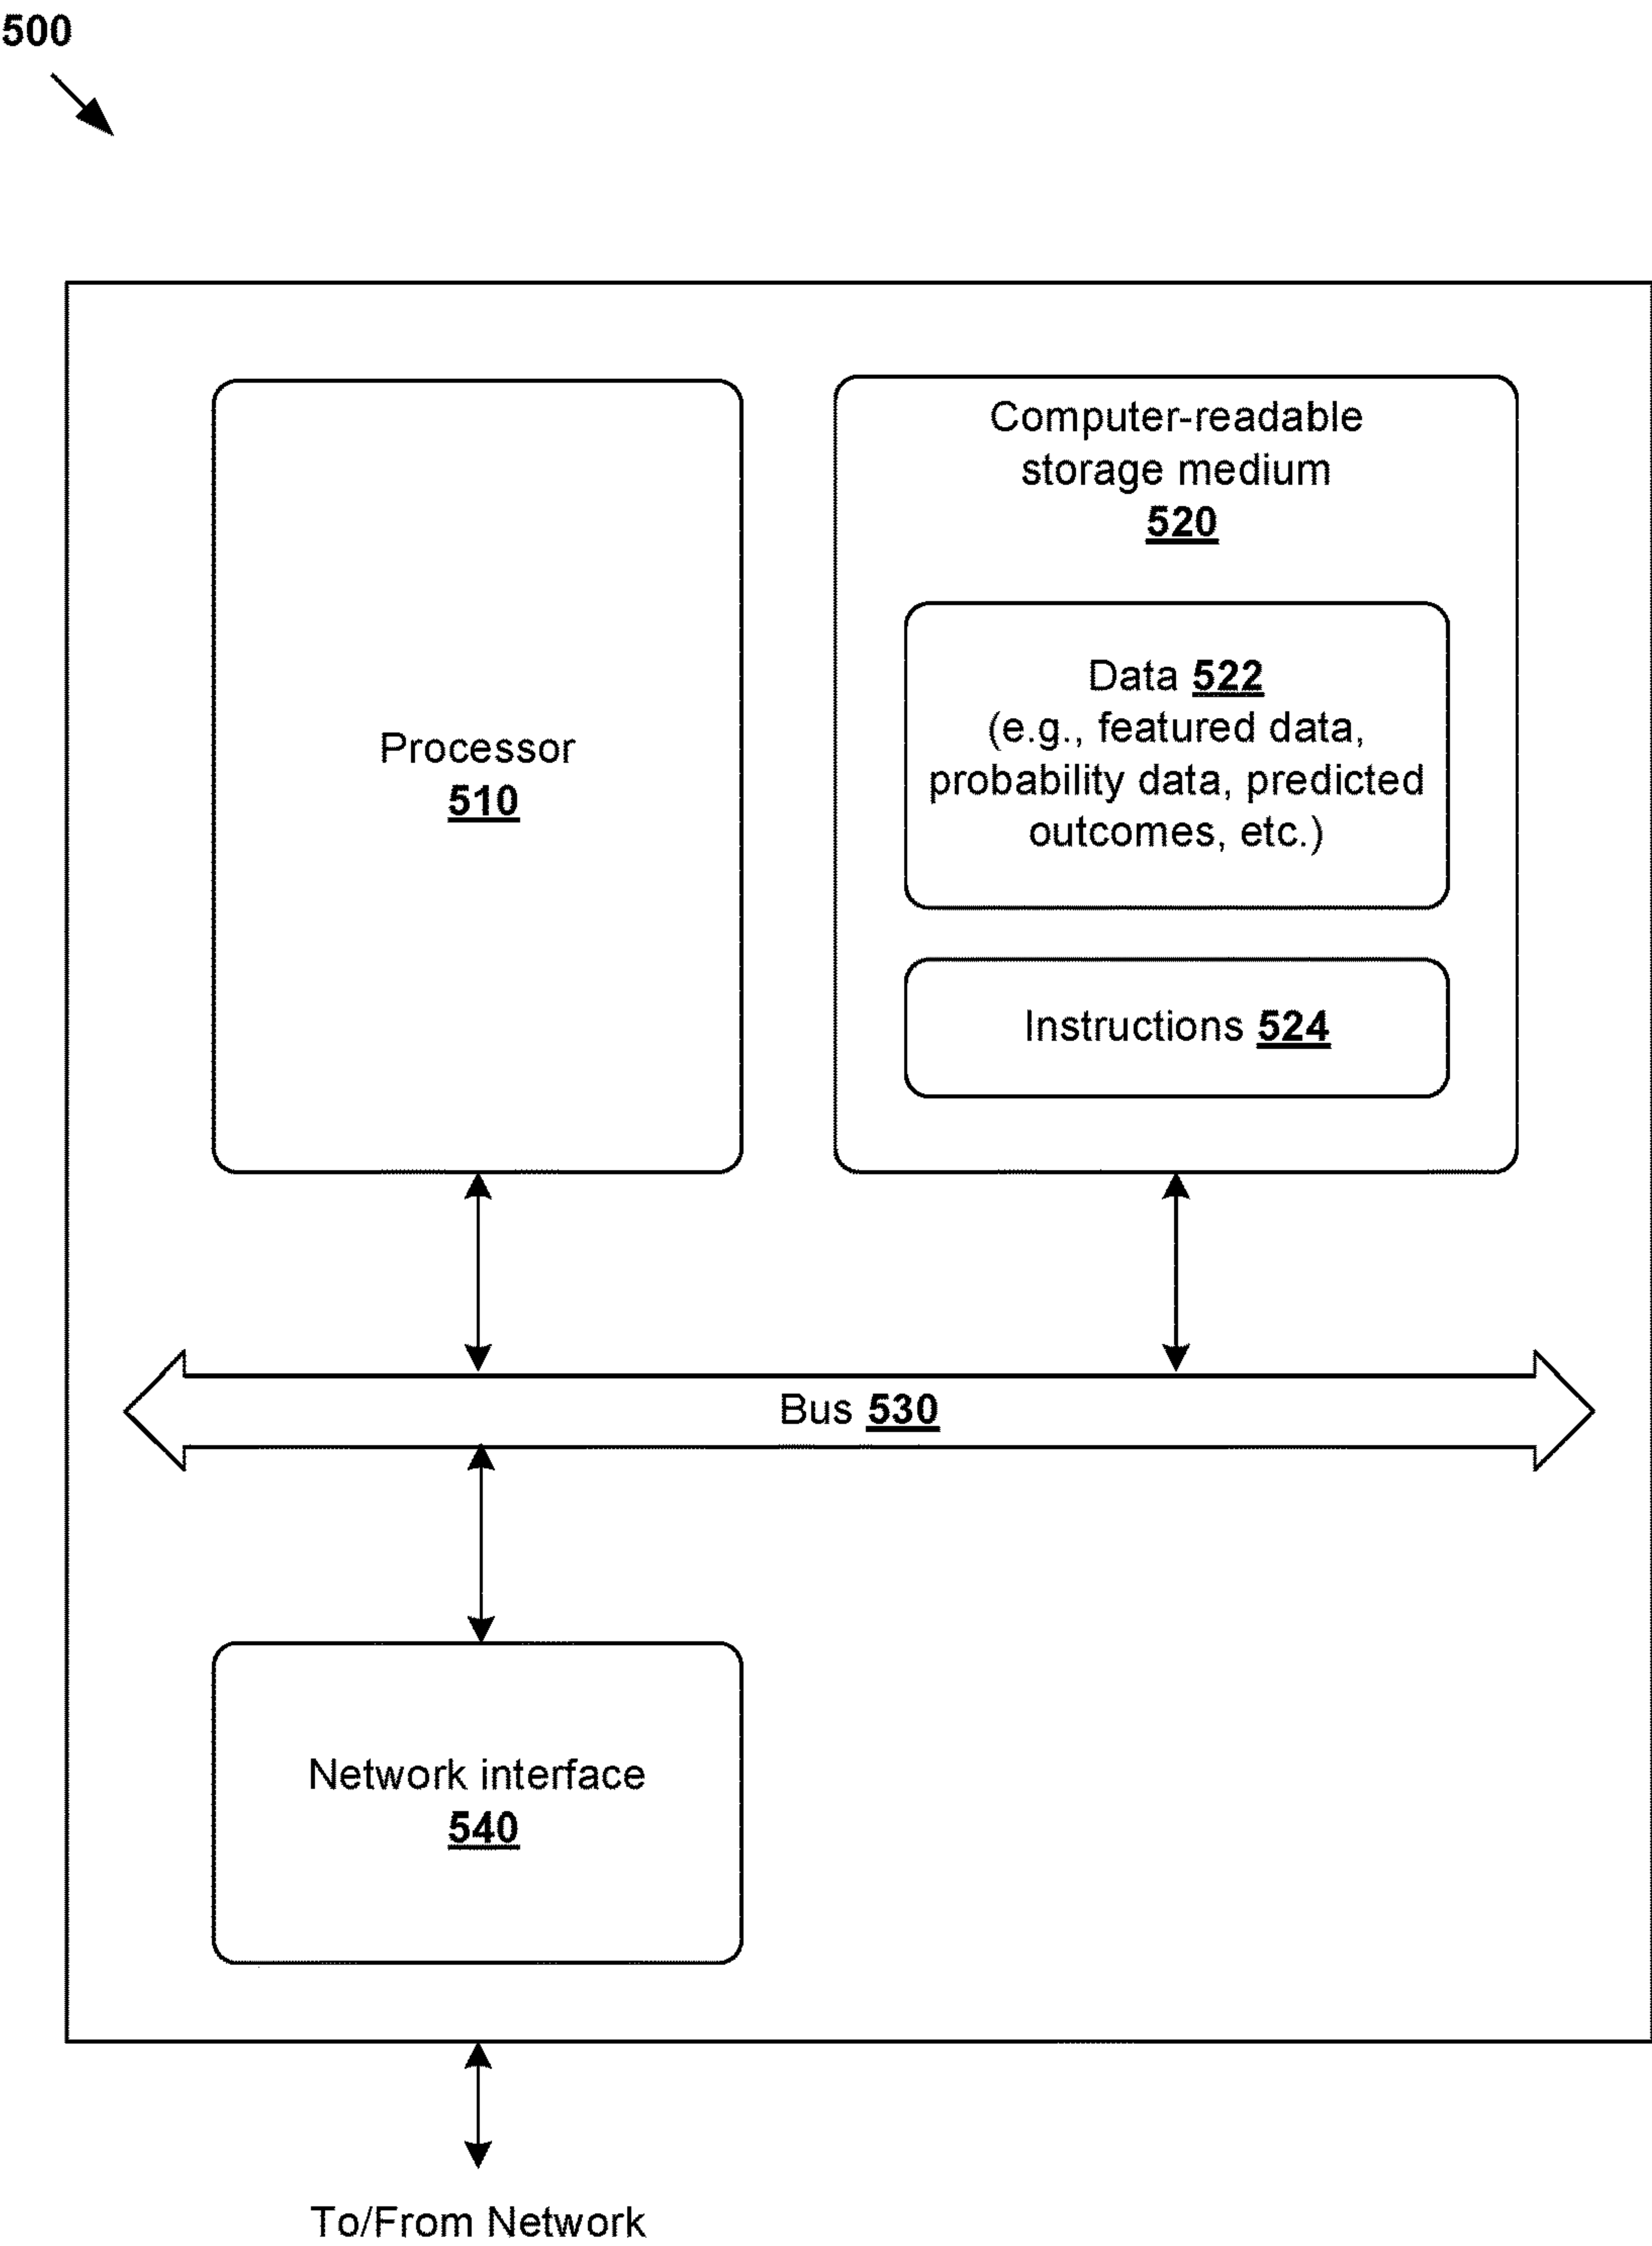 500
Processor
510
Computer-readable
storage medium
520
Data 522
(e.g., featured data,
probability data, predicted
outcomes, etc.)
Instructions 524
Bus 530
Network interface
540
To/From Network